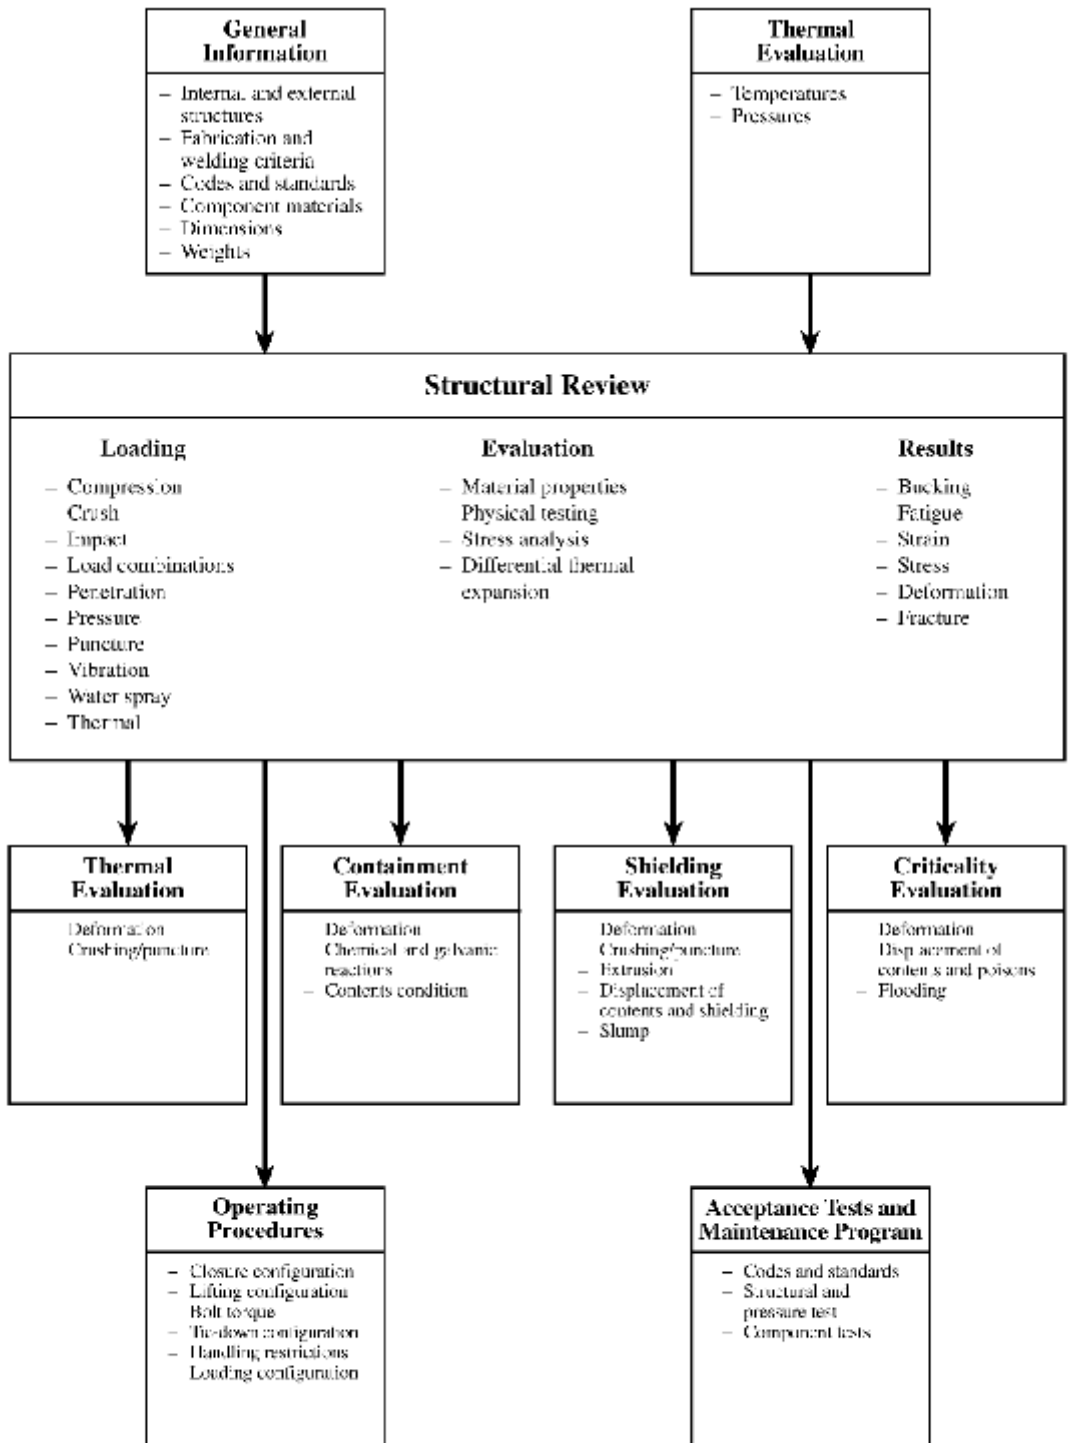 General
Information
– Internal and external
structures
– Fabrication and
welding criteria
– Codes and standards
– Component materials
– Dimensions
– Weights
Thermal
Evaluation
– Temperatures
– Pressures
Structural Review
Loading
– Compression
Crush
– Impact
– Load combinations
– Penetration
– Pressure
– Puncture
– Vibration
– Water spray
– Thermal
Evaluation
– Material properties
Physical testing
– Stress analysis
– Differential thermal
expansion
Results
– Bucking
Fatigue
– Strain
– Stress
– Deformation
– Fracture
Thermal
Evaluation
Deformation
Crushing/puncture
Containment
Evaluation
Deformation
Chemical and galvanic
reactions
– Contents condition
Shielding
Evaluation
Deformation
Crushing/puncture
– Extrusion
– Displacement of
contents and shielding
– Slump
Criticality
Evaluation
Deformation
Displacement of
contents and poisons
– Flooding
Operating
Procedures
– Closure configuration
– Lifting configuration
Bolt torque
– Tie-down configuration
– Handling restrictions
Loading configuration
Acceptance Tests and
Maintenance Program
– Codes and standards
– Structural and
pressure test
– Component tests